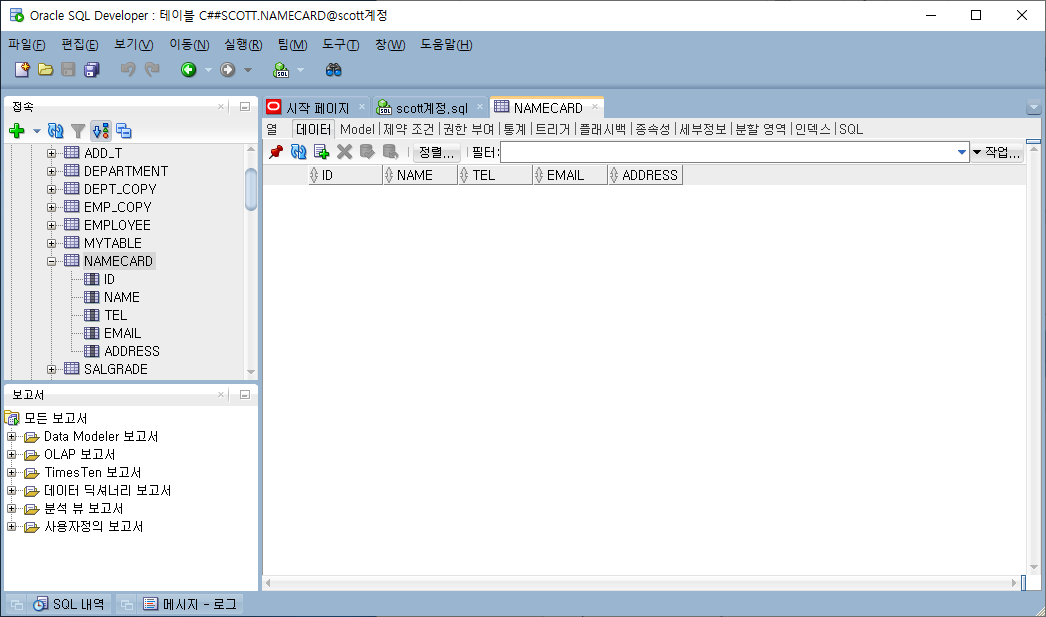 Oracle SQL Developer : 테이블 C##SCOTT.NAMECARD@scott계정
파일(F) 편집(E) 보기(V) 이동(N) 실행(R) 팀(M) 도구(T) 창(W) 도움말(H)
접속
ADD_T
DEPARTMENT
DEPT_COPY
EMP_COPY
EMPLOYEE
MYTABLE
NAMECARD
ID
NAME
TEL
EMAIL
ADDRESS
SALGRADE
보고서
모든 보고서
Data Modeler 보고서
OLAP 보고서
TimesTen 보고서
데이터 딕셔너리 보고서
분석 뷰 보고서
사용자정의 보고서
시작 페이지 scott계정.sql NAMECARD
열 데이터 Model 제약 조건 권한 부여 통계 트리거 플래시백 종속성 세부정보 분할 영역 인덱스 SQL
정렬... 필터: 작업...
ID NAME TEL EMAIL ADDRESS
SQL 내역 메시지 - 로그